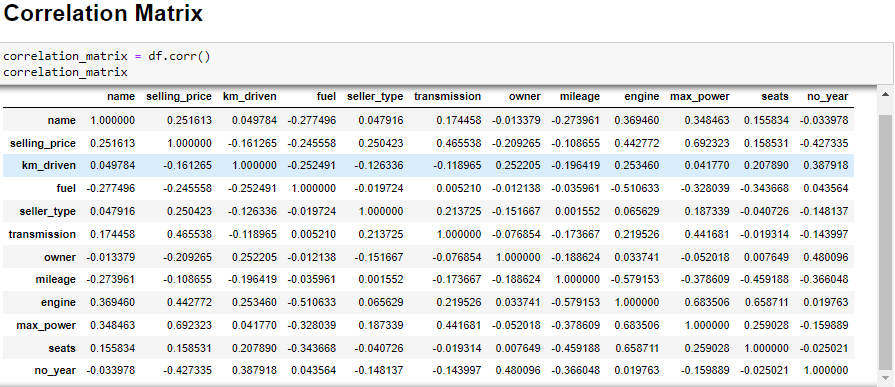 Correlation Matrix
correlation_matrix = df.corr()
correlation_matrix
name selling_price km_driven fuel seller_type transmission owner mileage engine max_power seats no_year
name 1.000000 0.251613 0.049784 -0.277496 0.047916 0.174458 -0.013379 -0.273961 0.369460 0.348463 0.155834 -0.033978
selling_price 0.251613 1.000000 -0.161265 -0.245558 0.250423 0.465538 -0.209265 -0.108655 0.442772 0.692323 0.158531 -0.427335
km_driven 0.049784 -0.161265 1.000000 -0.252491 -0.126336 -0.118965 0.252205 -0.196419 0.253460 0.041770 0.207890 0.387918
fuel -0.277496 -0.245558 -0.252491 1.000000 -0.019724 0.005210 -0.012138 -0.035961 -0.510633 -0.328039 -0.343668 0.043564
seller_type 0.047916 0.250423 -0.126336 -0.019724 1.000000 0.213725 -0.151667 0.001552 0.065629 0.187339 -0.040726 -0.148137
transmission 0.174458 0.465538 -0.118965 0.005210 0.213725 1.000000 -0.076854 -0.173667 0.219526 0.441681 -0.019314 -0.143997
owner -0.013379 -0.209265 0.252205 -0.012138 -0.151667 -0.076854 1.000000 -0.188624 0.033741 -0.052018 0.007649 0.480096
mileage -0.273961 -0.108655 -0.196419 -0.035961 0.001552 -0.173667 -0.188624 1.000000 -0.579153 -0.378609 -0.459188 -0.366048
engine 0.369460 0.442772 0.253460 -0.510633 0.065629 0.219526 0.033741 -0.579153 1.000000 0.683506 0.658711 0.019763
max_power 0.348463 0.692323 0.041770 -0.328039 0.187339 0.441681 -0.052018 -0.378609 0.683506 1.000000 0.259028 -0.159889
seats 0.155834 0.158531 0.207890 -0.343668 -0.040726 -0.019314 0.007649 -0.459188 0.658711 0.259028 1.000000 -0.025021
no_year -0.033978 -0.427335 0.387918 0.043564 -0.148137 -0.143997 0.480096 -0.366048 0.019763 -0.159889 -0.025021 1.000000